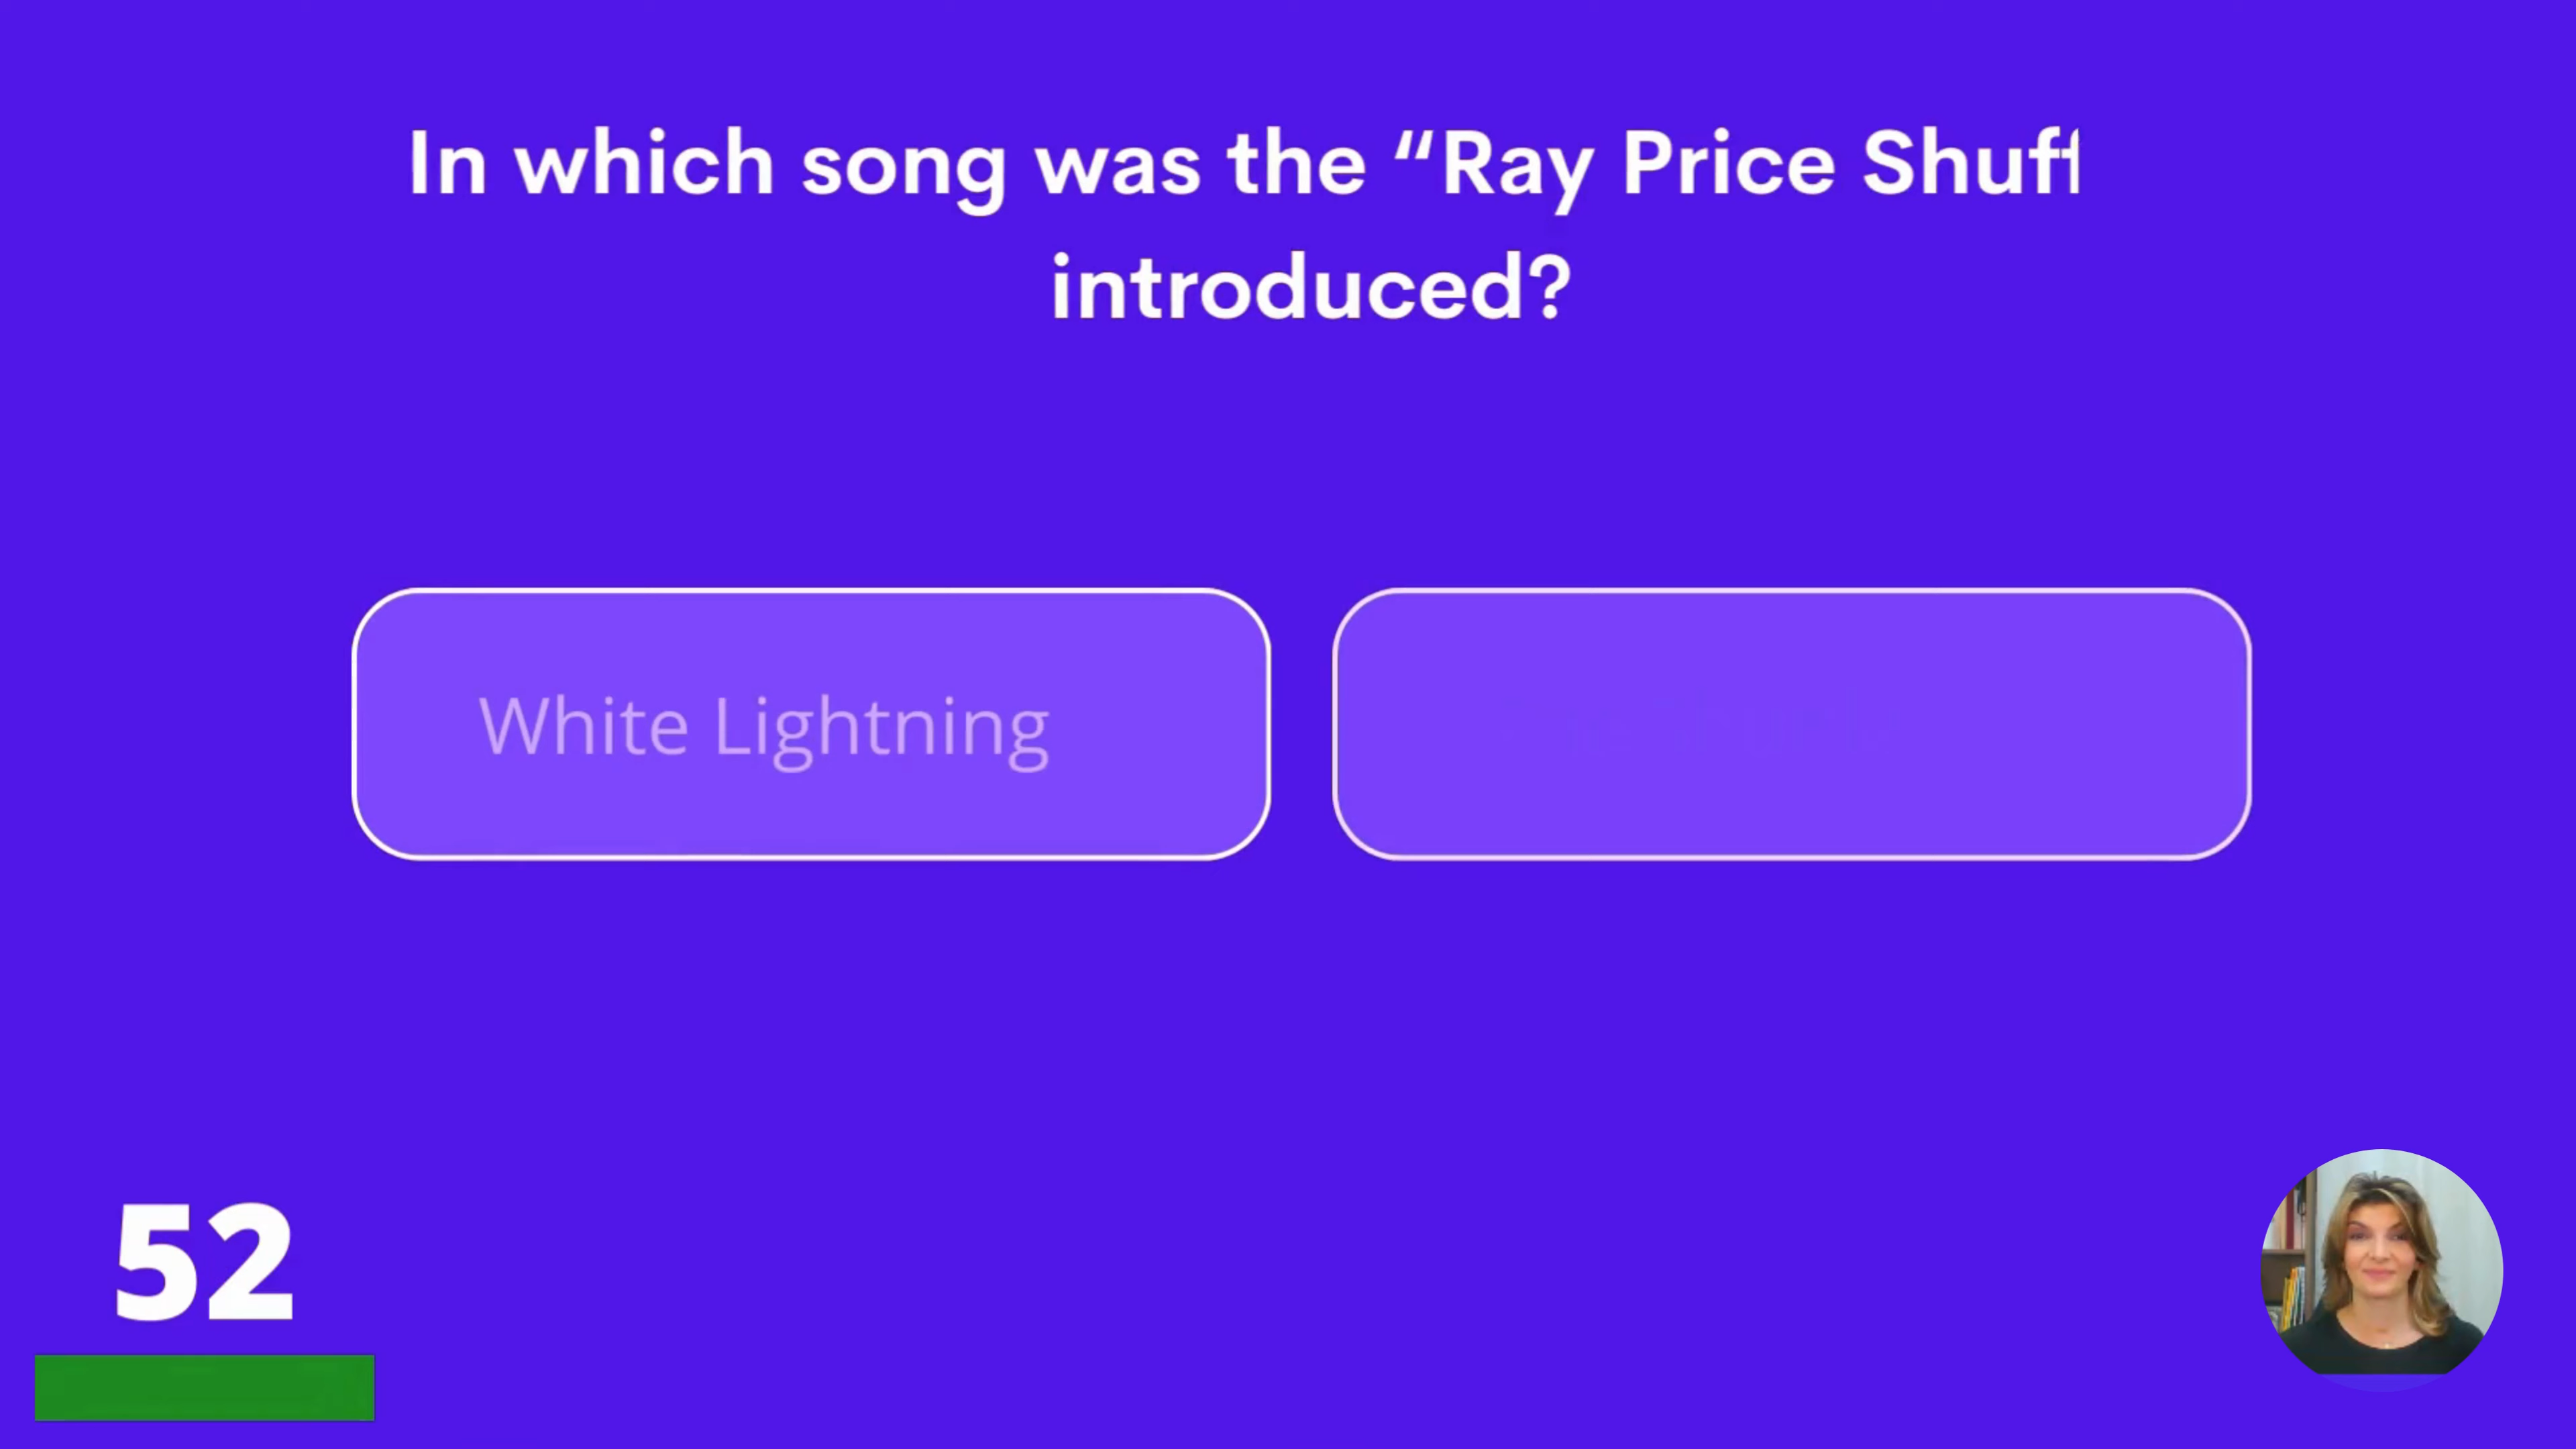 In which song was the “Ray Price Shuf
introduced?
White Lightning
52